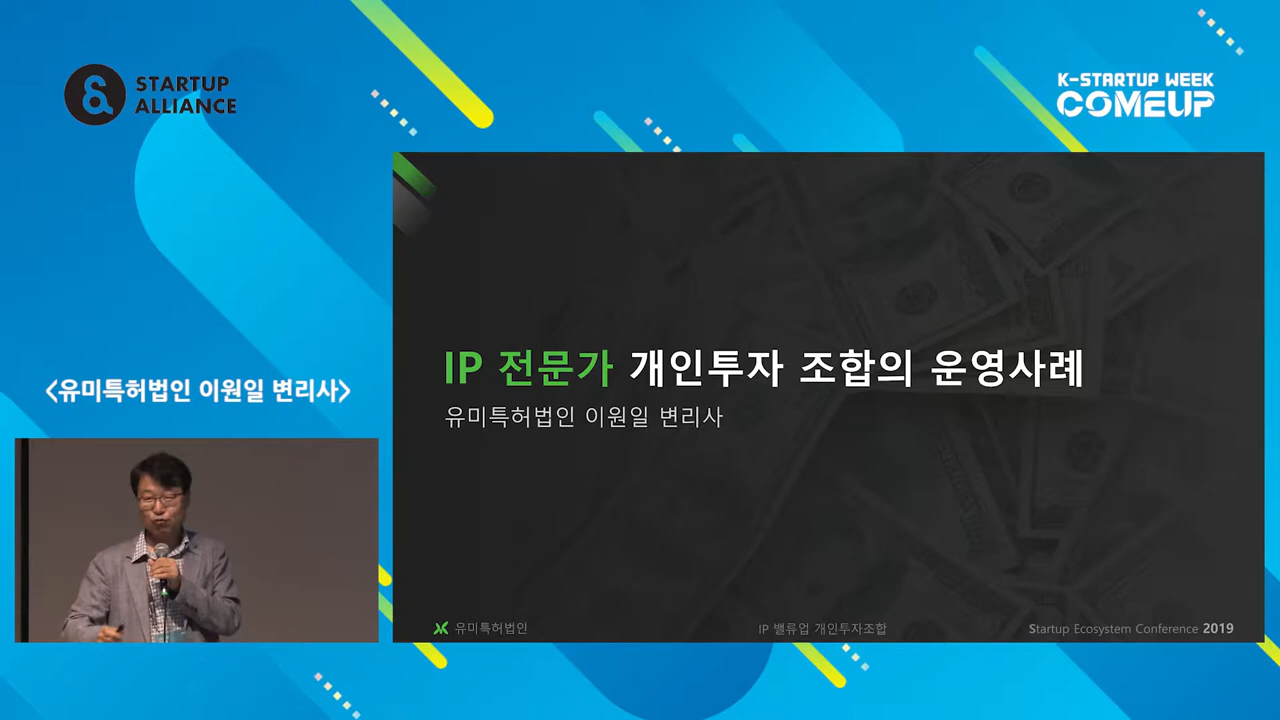 STARTUP
ALLIANCE
K-STARTUP WEEK
COMEUP
<유미특허법인 이원일 변리사>
IP 전문가 개인투자 조합의 운영사례
유미특허법인 이원일 변리사
유미특허법인
IP 밸류업 개인투자조합
Startup Ecosystem Conference 2019